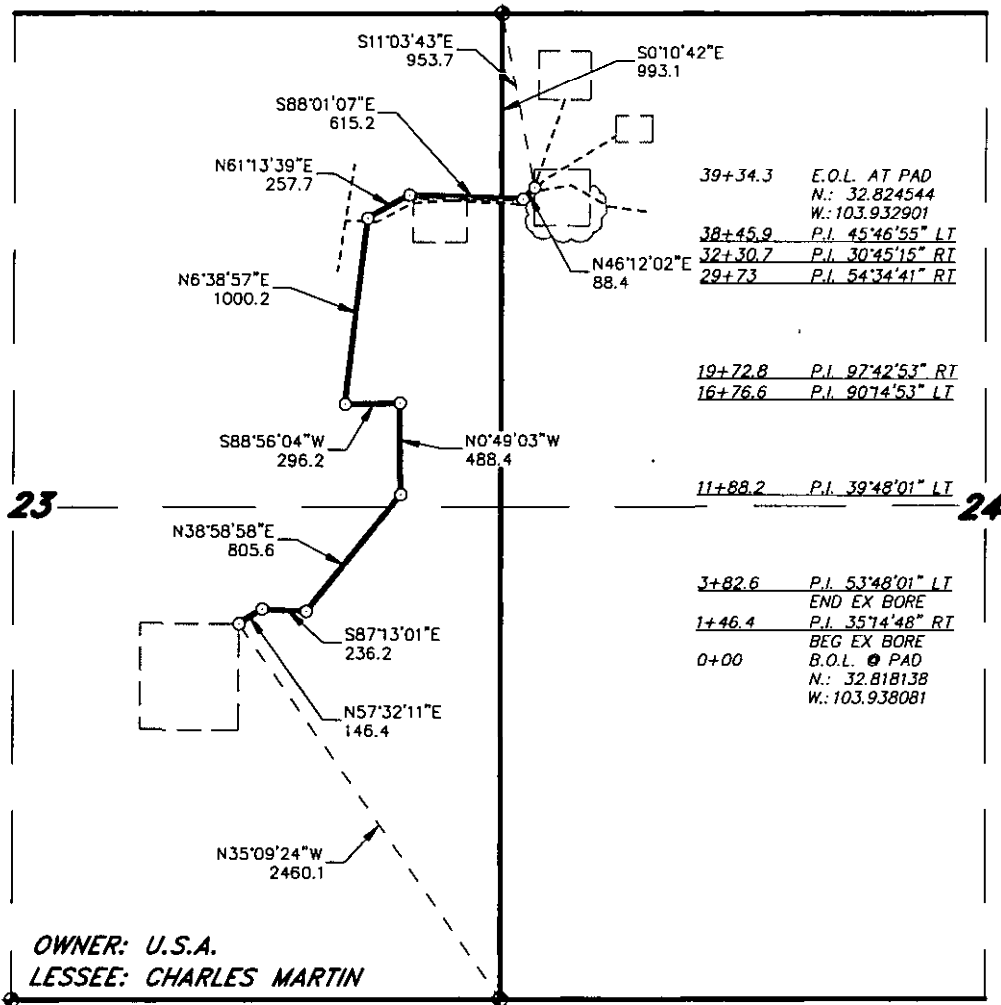 S11°03'43"E
953.7
S0°10'42"E
993.1
S88°01'07"E
615.2
N61°13'39"E
257.7
N46°12'02"E
88.4
N6°38'57"E
1000.2
S88°56'04"W
296.2
N0°49'03"W
488.4
23
24
N38°58'58"E
805.6
S87°13'01"E
236.2
N57°32'11"E
146.4
N35°09'24"W
2460.1
39+34.3 E.O.L. AT PAD
N.: 32.824544
W.: 103.932901
38+45.9 P.I. 45°46'55" LT
32+30.7 P.I. 30°45'15" RT
29+73 P.I. 54°34'41" RT
19+72.8 P.I. 97°42'53" RT
16+76.6 P.I. 90°14'53" LT
11+88.2 P.I. 39°48'01" LT
3+82.6 P.I. 53°48'01" LT
END EX BORE
1+46.4 P.I. 35°14'48" RT
BEG EX BORE
0+00 B.O.L. @ PAD
N.: 32.818138
W.: 103.938081
OWNER: U.S.A.
LESSEE: CHARLES MARTIN